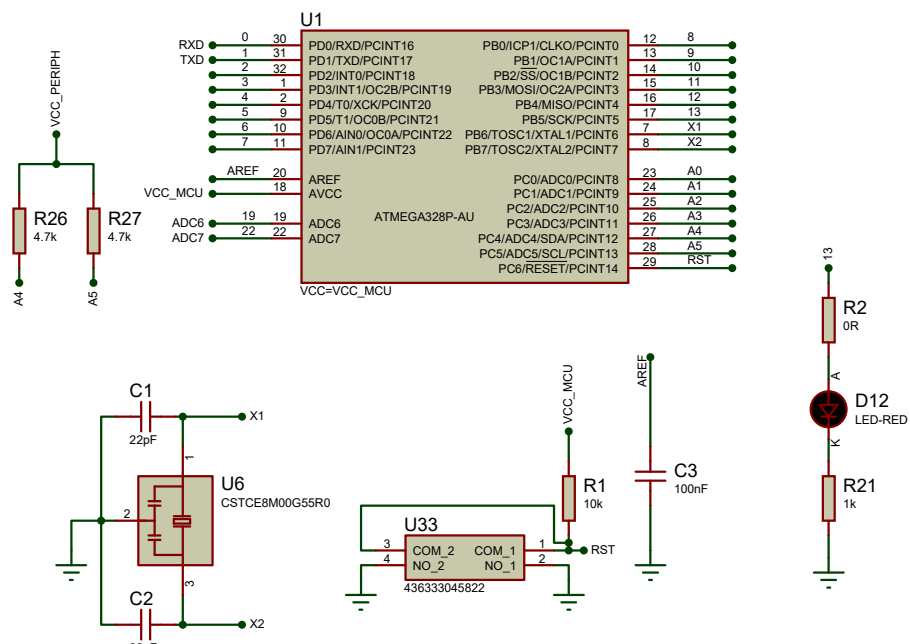 U1
RXD 0 30 PD0/RXD/PCINT16
TXD 1 31 PD1/TXD/PCINT17
2 32 PD2/INT0/PCINT18
3 1 PD3/INT1/OC2B/PCINT19
4 2 PD4/T0/XCK/PCINT20
5 9 PD5/T1/OC0B/PCINT21
6 10 PD6/AIN0/OC0A/PCINT22
7 11 PD7/AIN1/PCINT23
AREF 20 AREF
VCC_MCU 18 AVCC
ADC6 19 19 ADC6
ADC7 22 22 ADC7
PB0/ICP1/CLKO/PCINT0 12 8
PB1/OC1A/PCINT1 13 9
PB2/SS/OC1B/PCINT2 14 10
PB3/MOSI/OC2A/PCINT3 15 11
PB4/MISO/PCINT4 16 12
PB5/SCK/PCINT5 17 13
PB6/TOSC1/XTAL1/PCINT6 7 X1
PB7/TOSC2/XTAL2/PCINT7 8 X2
PC0/ADC0/PCINT8 23 A0
PC1/ADC1/PCINT9 24 A1
PC2/ADC2/PCINT10 25 A2
PC3/ADC3/PCINT11 26 A3
PC4/ADC4/SDA/PCINT12 27 A4
PC5/ADC5/SCL/PCINT13 28 A5
PC6/RESET/PCINT14 29 RST
ATMEGA328P-AU
VCC=VCC_MCU
VCC_PERIPH
R26
4.7k
R27
4.7k
A4
A5
13
R2
0R
A
D12
LED-RED
K
R21
1k
C1
22pF
X1
1
U6
CSTCE8M00G55R0
2
3
C2
X2
VCC_MCU
R1
10k
U33
3 COM_2 COM_1 1 RST
4 NO_2 NO_1 2
436333045822
AREF
C3
100nF